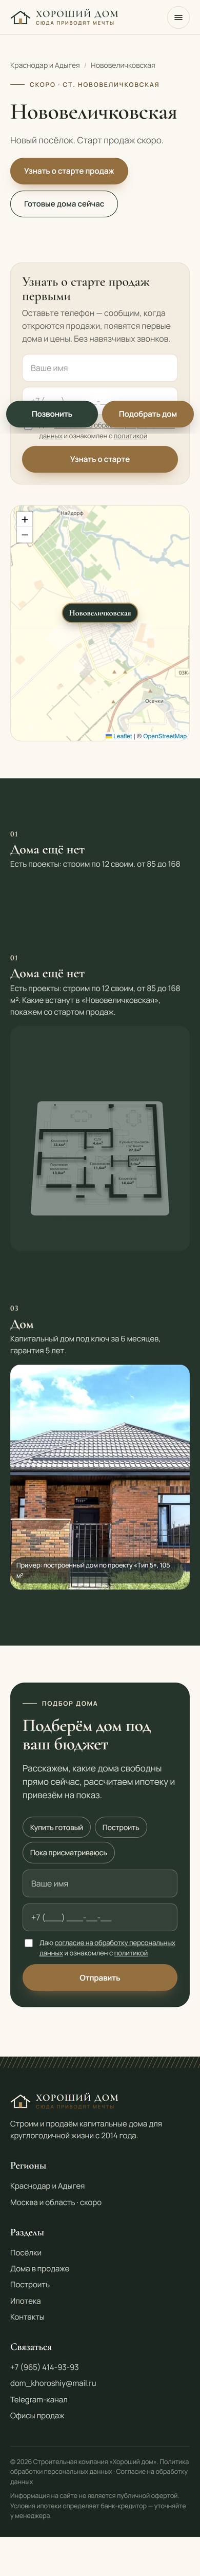 ХОРОШИЙ ДОМ
СЮДА ПРИВОДЯТ МЕЧТЫ
Краснодар и Адыгея / Нововеличковская
СКОРО · СТ. НОВОВЕЛИЧКОВСКАЯ
Нововеличковская
Новый посёлок. Старт продаж скоро.
Узнать о старте продаж
Готовые дома сейчас
Узнать о старте продаж
первыми
Оставьте телефон — сообщим, когда
откроются продажи, появятся первые
дома и цены. Без навязчивых звонков.
Ваше имя
Позвонить
Подобрать дом
данных и ознакомлен с политикой
Узнать о старте
+
−
Найдорф
Нововеличковская
03К
Осечки
Leaflet | © OpenStreetMap
01
Дома ещё нет
Есть проекты: строим по 12 своим, от 85 до 168
01
Дома ещё нет
Есть проекты: строим по 12 своим, от 85 до 168
м². Какие встанут в «Нововеличковская»,
покажем со стартом продаж.
03
Дом
Капитальный дом под ключ за 6 месяцев,
гарантия 5 лет.
Пример: построенный дом по проекту «Тип 5», 105
м²
ПОДБОР ДОМА
Подберём дом под
ваш бюджет
Расскажем, какие дома свободны
прямо сейчас, рассчитаем ипотеку и
привезём на показ.
Купить готовый
Построить
Пока присматриваюсь
Ваше имя
+7 (___) ___-__-__
Даю согласие на обработку персональных
данных и ознакомлен с политикой
Отправить
ХОРОШИЙ ДОМ
СЮДА ПРИВОДЯТ МЕЧТЫ
Строим и продаём капитальные дома для
круглогодичной жизни с 2014 года.
Регионы
Краснодар и Адыгея
Москва и область · скоро
Разделы
Посёлки
Дома в продаже
Построить
Ипотека
Контакты
Связаться
+7 (965) 414-93-93
dom_khoroshiy@mail.ru
Telegram-канал
Офисы продаж
© 2026 Строительная компания «Хороший дом». Политика
обработки персональных данных · Согласие на обработку
данных
Информация на сайте не является публичной офертой.
Условия ипотеки определяет банк-кредитор — уточняйте
у менеджера.